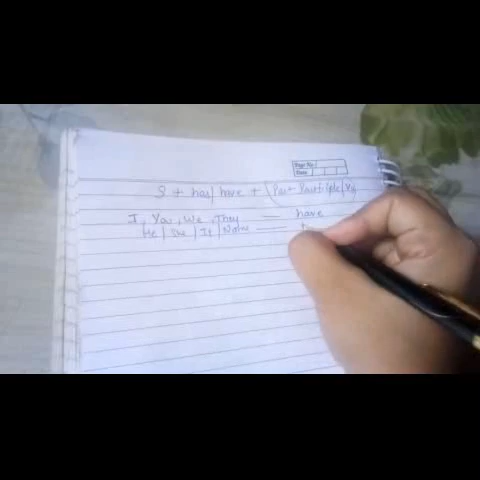 Page No.:
Date:
S + has/have + (Past Participle/V3)
I, You, We, They — have
He | She | It | Name —